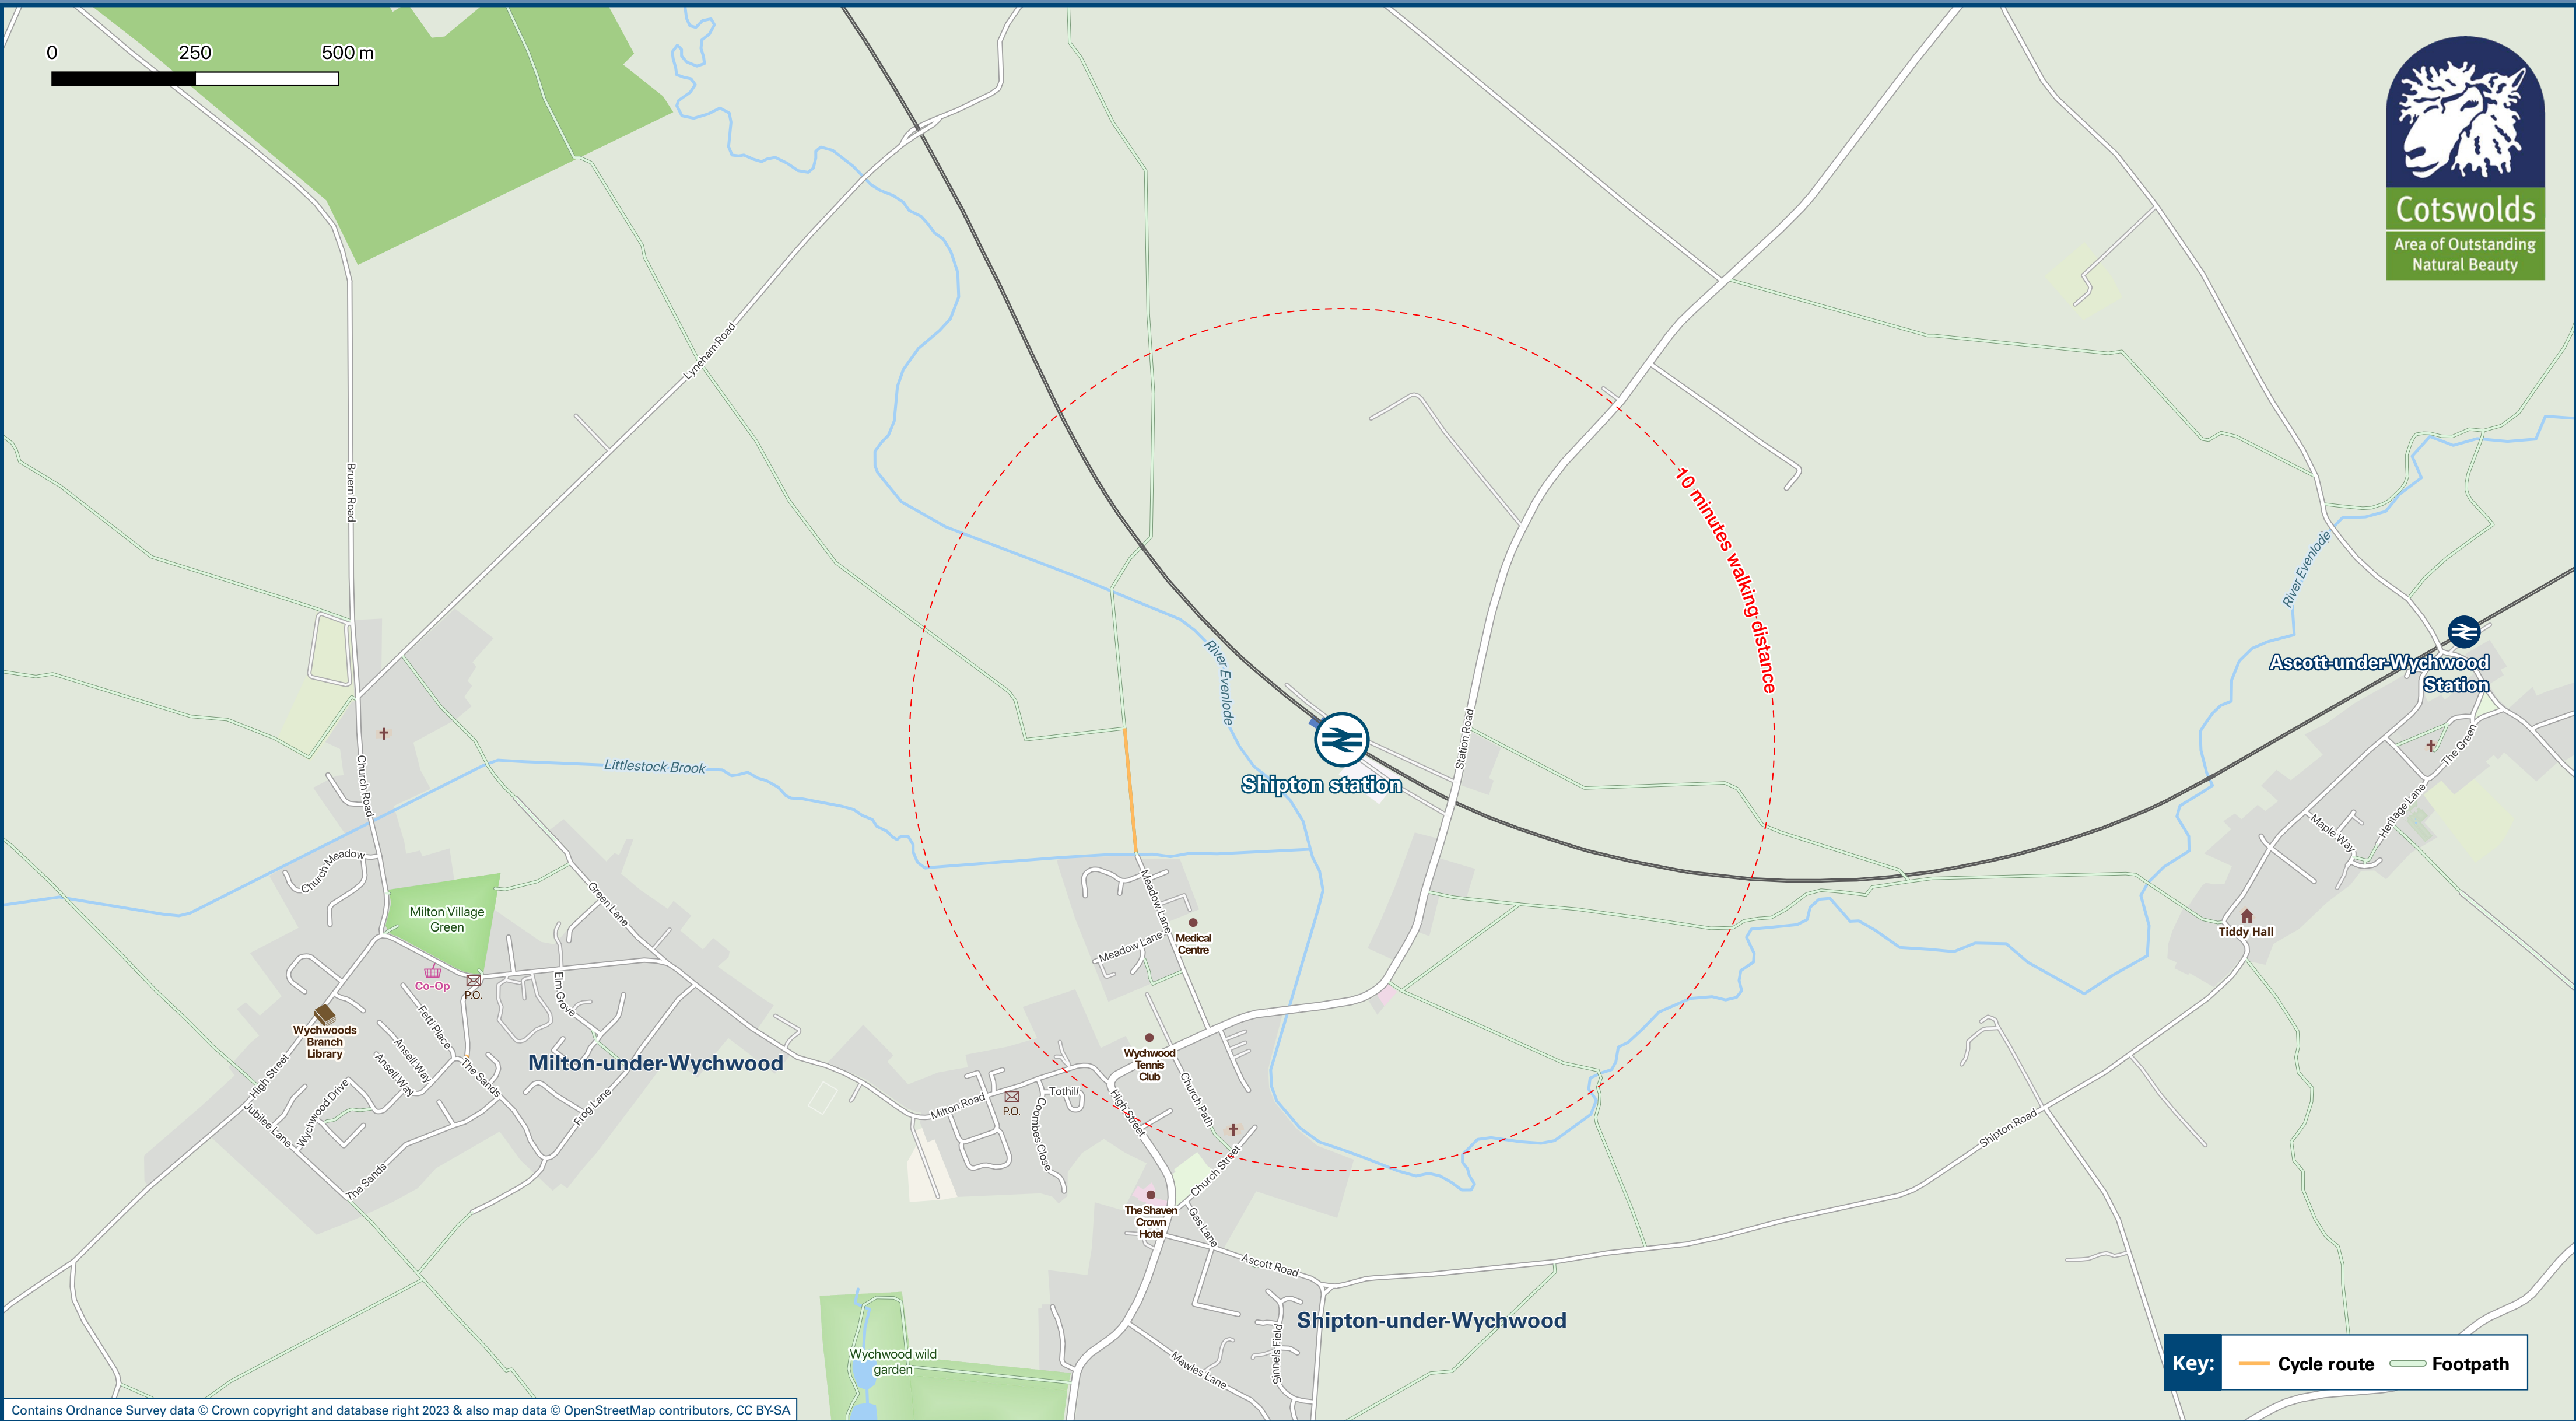 0 250 500 m
Cotswolds
Area of Outstanding
Natural Beauty
Lyneham Road
Bruern Road
10 minutes walking distance
River Evenlode
River Evenlode
Ascott-under-Wychwood
Station
Shipton station
Station Road
Littlestock Brook
Church Road
Church Meadow
Milton Village
Green
Green Lane
Co-Op
P.O.
Elm Grove
Fetti Place
Wychwoods
Branch
Library
Ansell Way
Ansell Way
The Sands
High Street
Jubilee Lane
Wychwood Drive
The Sands
Frog Lane
Milton-under-Wychwood
Meadow Lane
Meadow Lane
Medical
Centre
Wychwood
Tennis
Club
Milton Road
P.O.
Tothill
Coombes Close
High Street
Church Path
Church Street
The Shaven
Crown
Hotel
Gas Lane
Ascott Road
Shipton-under-Wychwood
Sinnels Field
Mawles Lane
Wychwood wild
garden
The Green
Heritage Lane
Maple Way
Tiddy Hall
Shipton Road
Key: Cycle route Footpath
Contains Ordnance Survey data © Crown copyright and database right 2023 & also map data © OpenStreetMap contributors, CC BY-SA